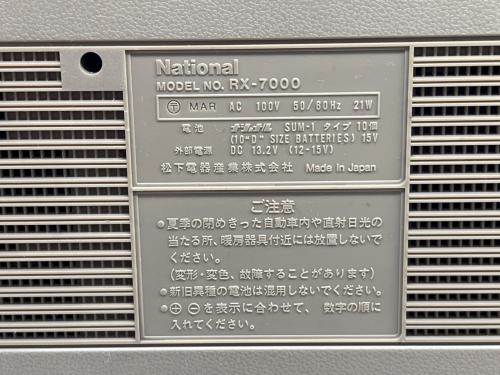 National
MODEL NO. RX-7000
〒 MAR AC 100V 50/60Hz 21W
電池 ナショナル SUM-1 タイプ 10個
(10"D" SIZE BATTERIES) 15V
外部電源 DC 13.2V (12-15V)
松下電器産業株式会社 Made in Japan
ご注意
●夏季の閉めきった自動車内や直射日光の
当たる所、暖房器具付近には放置しないで
ください。
(変形・変色、故障することがあります)
●新旧異種の電池は混用しないでください。
●⊕⊖を表示に合わせて、数字の順に
入れてください。